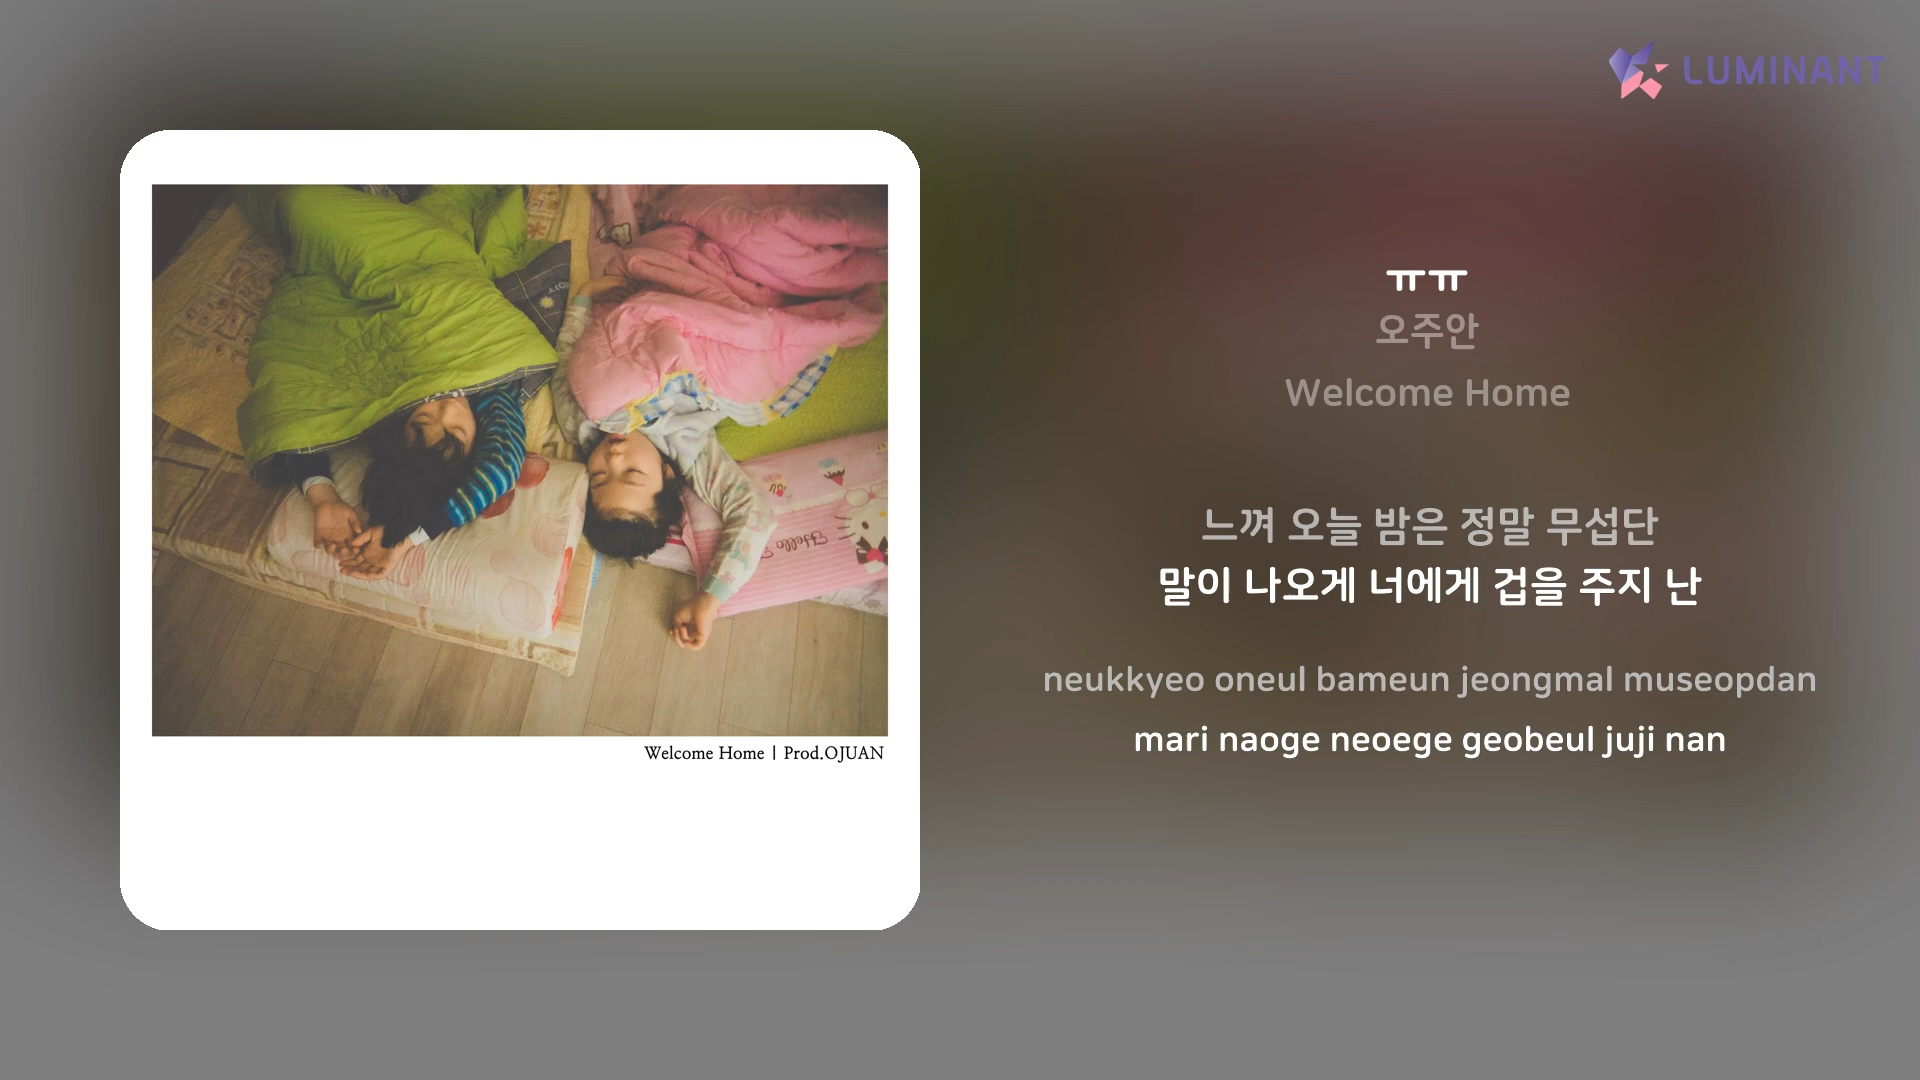 LUMINANT
ㅠㅠ
오주안
Welcome Home
느껴 오늘 밤은 정말 무섭단
말이 나오게 너에게 겁을 주지 난
neukkyeo oneul bameun jeongmal museopdan
mari naoge neoege geobeul juji nan
Hello
Welcome Home | Prod.OJUAN